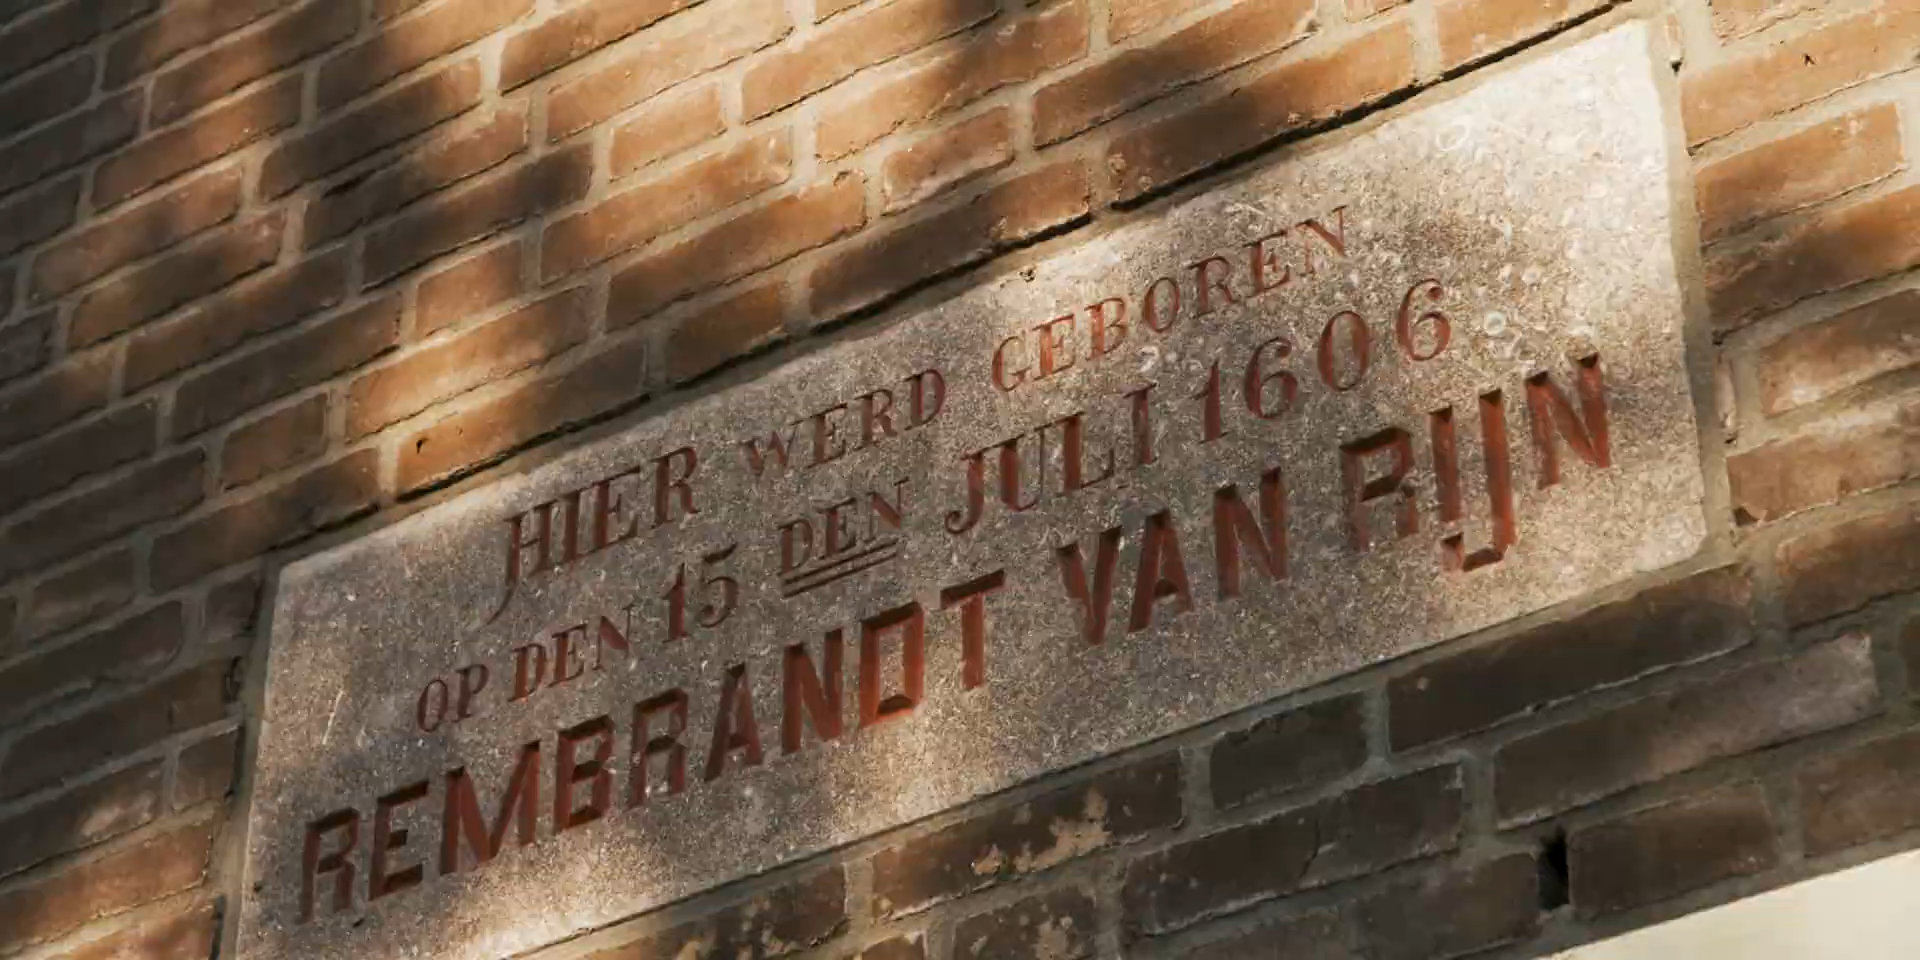 HIER WERD GEBOREN
OP DEN 15 DEN JULI 1606
REMBRANDT VAN RIJN